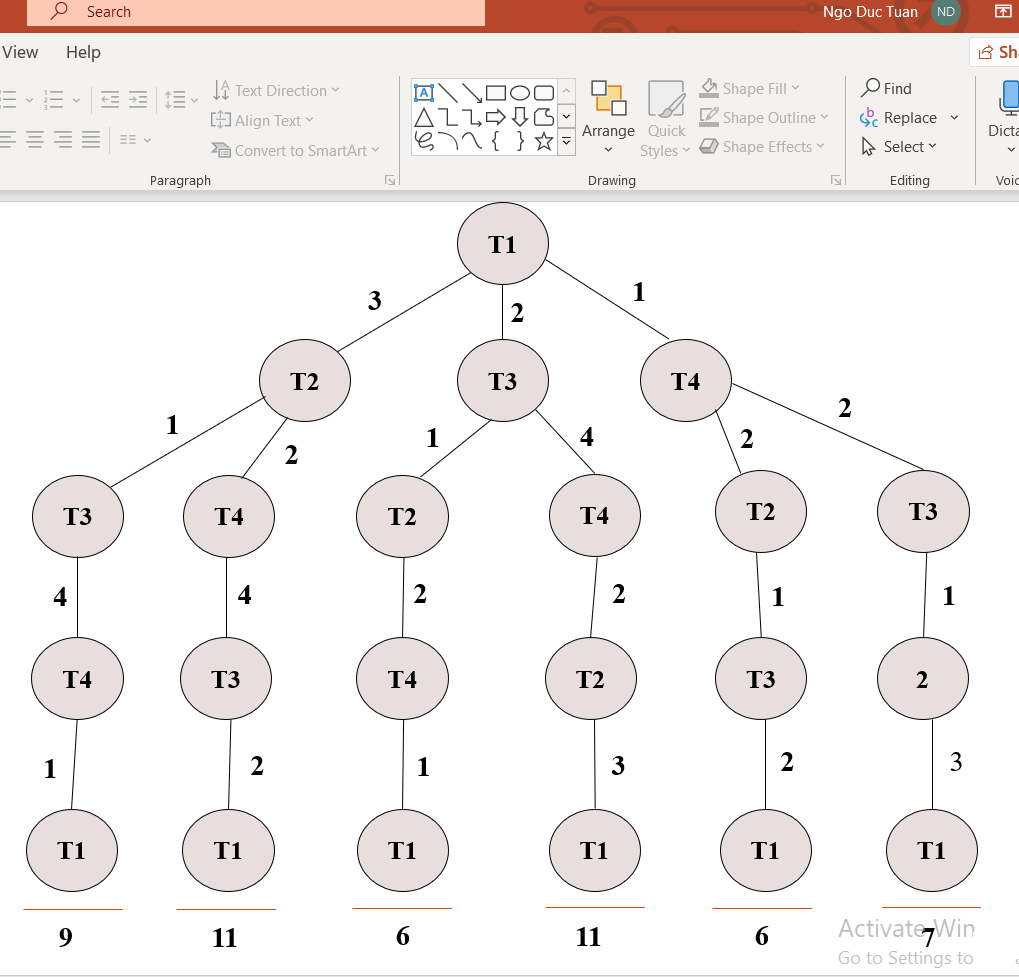 Search
Ngo Duc Tuan ND
View Help
Text Direction
Align Text
Convert to SmartArt
Arrange
Quick Styles
Shape Fill
Shape Outline
Shape Effects
Find
Replace
Select
Paragraph Drawing Editing
T1
3 2 1
T2 T3 T4
1 2 1 4 2 2
T3 T4 T2 T4 T2 T3
4 4 2 2 1 1
T4 T3 T4 T2 T3 2
1 2 1 3 2 3
T1 T1 T1 T1 T1 T1
9 11 6 11 6 7
Activate Win
Go to Settings to